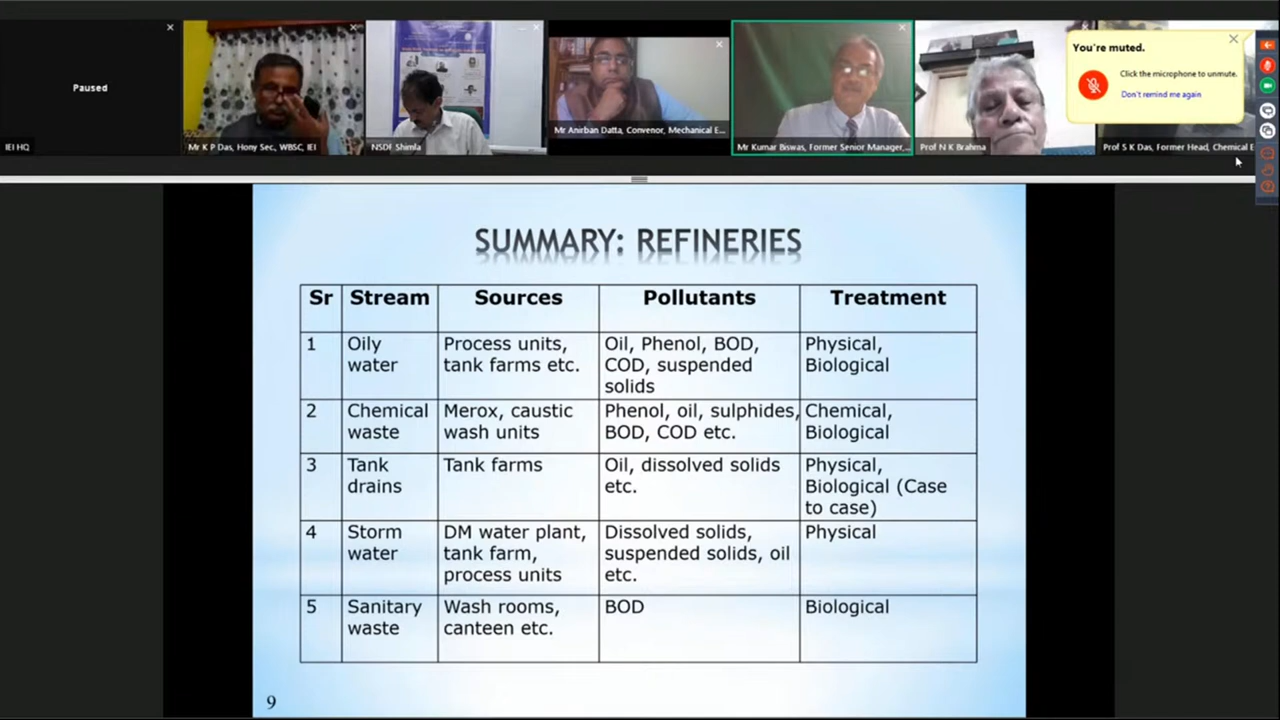 Paused
IEI HQ
Mr K P Das, Hony Sec, WBSC, IEI
NSDF Shimla
Mr Anirban Datta, Convenor, Mechanical E...
Mr Kumar Biswas, Former Senior Manager,...
Prof N K Brahma
Prof S K Das, Former Head, Chemical E
You're muted.
Click the microphone to unmute.
Don't remind me again
SUMMARY: REFINERIES
Sr Stream Sources Pollutants Treatment
1 Oily Process units, Oil, Phenol, BOD, Physical,
water tank farms etc. COD, suspended Biological
solids
2 Chemical Merox, caustic Phenol, oil, sulphides, Chemical,
waste wash units BOD, COD etc. Biological
3 Tank Tank farms Oil, dissolved solids Physical,
drains etc. Biological (Case
to case)
4 Storm DM water plant, Dissolved solids, Physical
water tank farm, suspended solids, oil
process units etc.
5 Sanitary Wash rooms, BOD Biological
waste canteen etc.
9